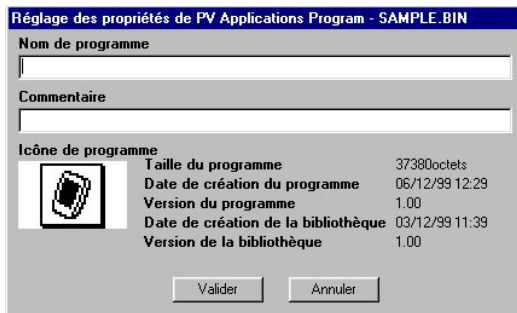 Réglage des propriétés de PV Applications Program - SAMPLE.BIN
Nom de programme
Commentaire
Icône de programme
Taille du programme 37380octets
Date de création du programme 06/12/99 12:29
Version du programme 1.00
Date de création de la bibliothèque 03/12/99 11:39
Version de la bibliothèque 1.00
Valider Annuler